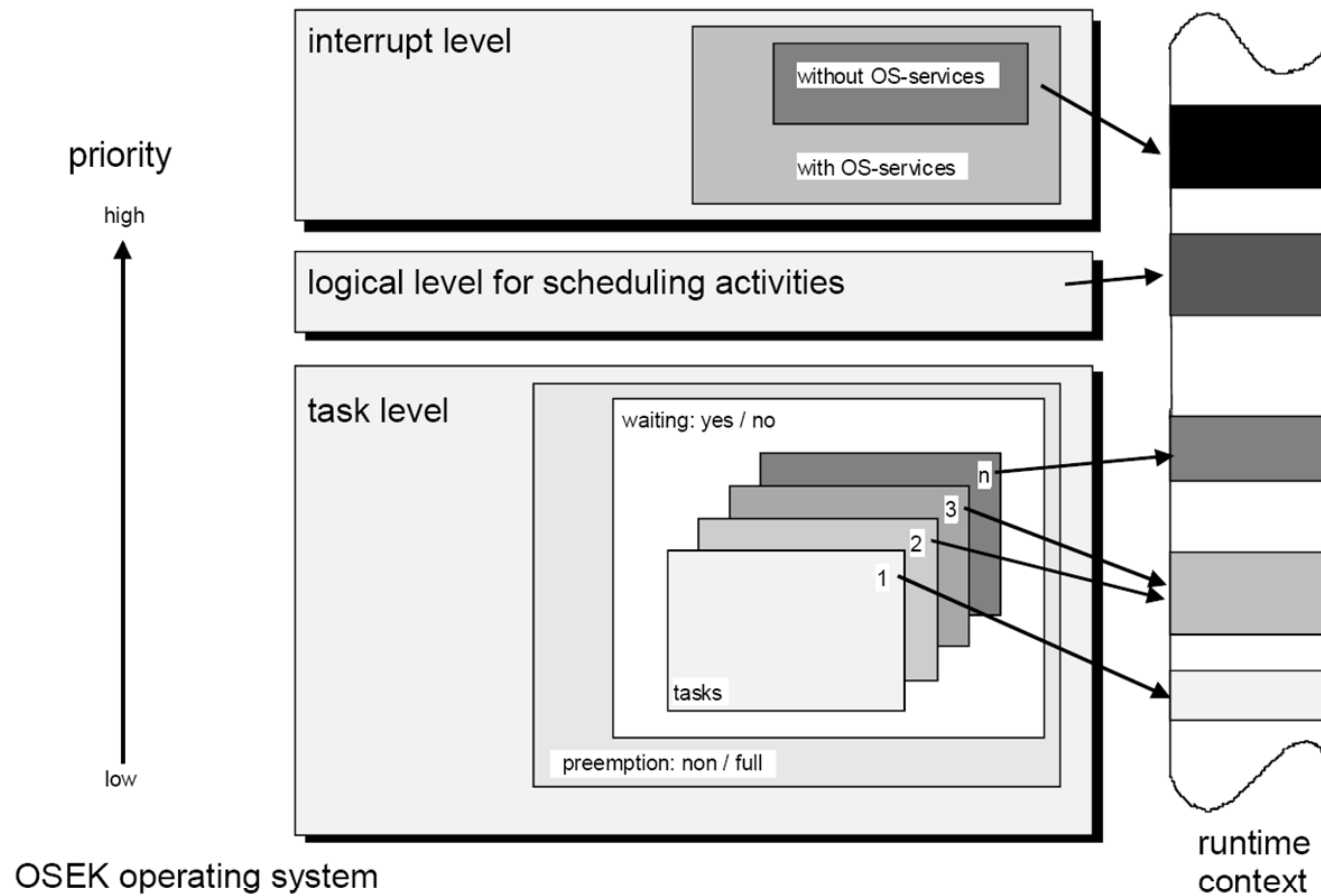 interrupt level
without OS-services
with OS-services
priority
high
logical level for scheduling activities
task level
waiting: yes / no
n
3
2
1
tasks
preemption: non / full
low
OSEK operating system
runtime
context